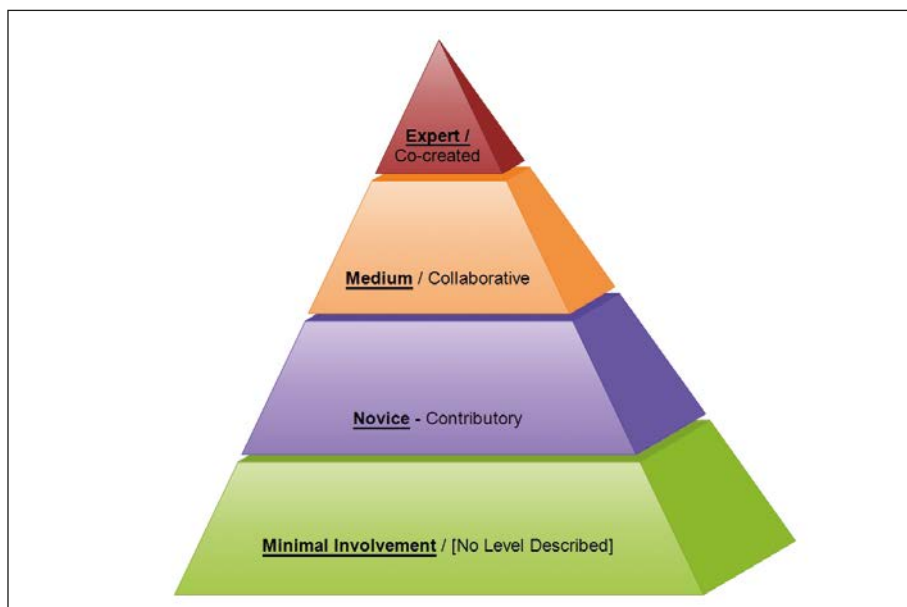 Expert /
Co-created
Medium / Collaborative
Novice - Contributory
Minimal Involvement / [No Level Described]